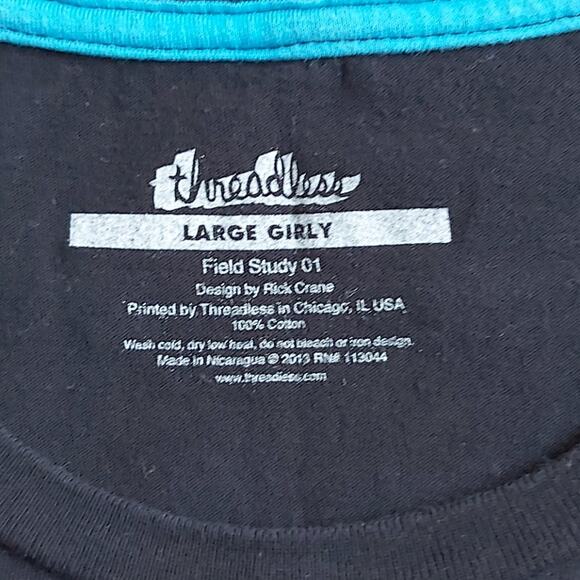 threadless
LARGE GIRLY
Field Study 01
Design by Rick Crane
Printed by Threadless in Chicago, IL USA
100% Cotton
Wash cold, dry low heat, do not bleach or iron design.
Made in Nicaragua © 2013 RN# 113044
www.threadless.com